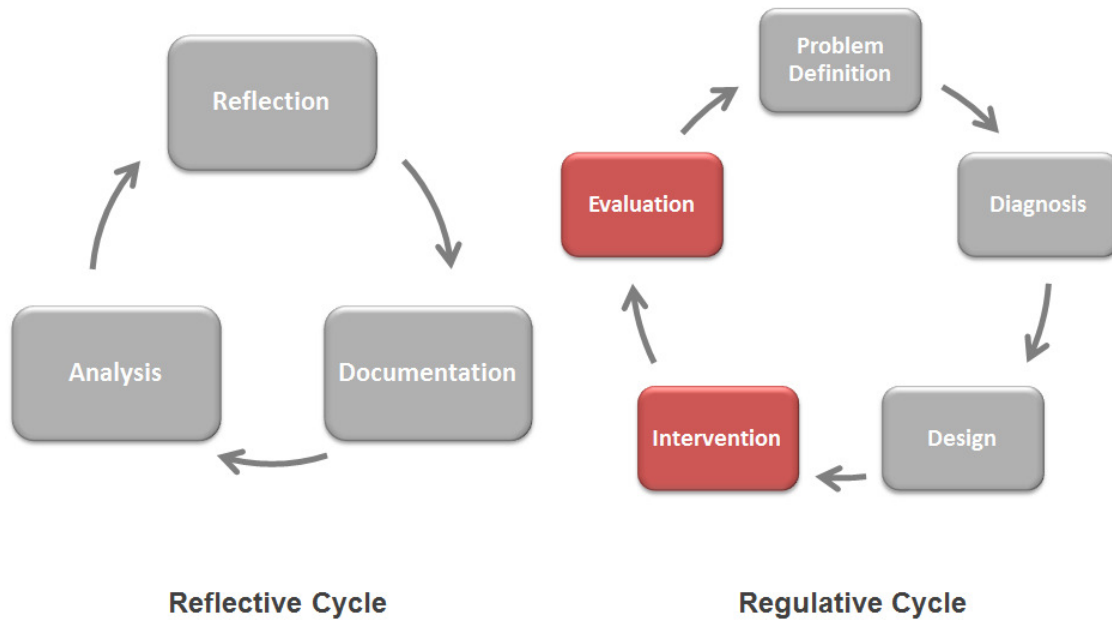 Reflection
Analysis
Documentation
Reflective Cycle
Problem
Definition
Evaluation
Diagnosis
Intervention
Design
Regulative Cycle